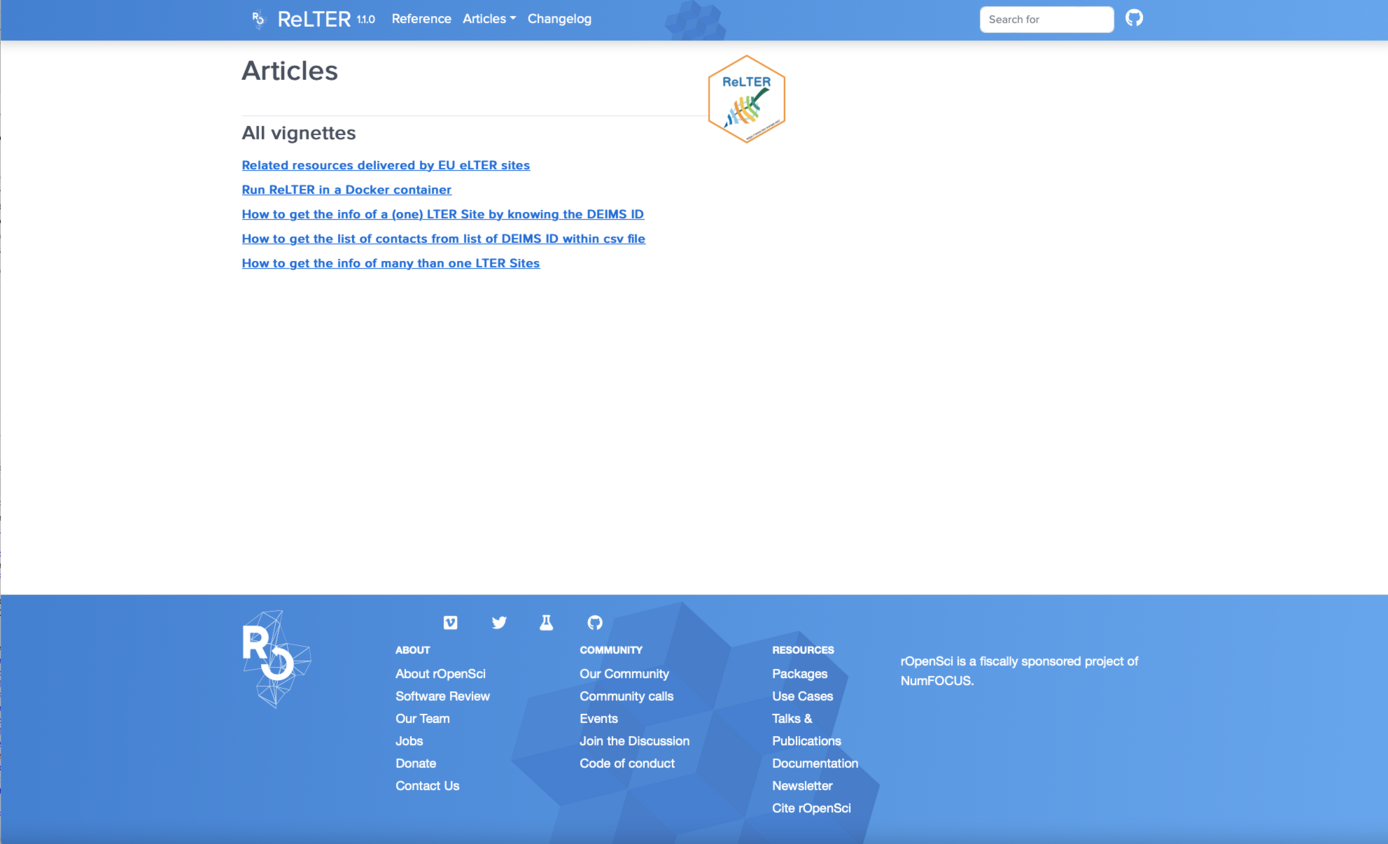 ReLTER 1.1.0 Reference Articles Changelog Search for
Articles
ReLTER
All vignettes
Related resources delivered by EU eLTER sites
Run ReLTER in a Docker container
How to get the info of a (one) LTER Site by knowing the DEIMS ID
How to get the list of contacts from list of DEIMS ID within csv file
How to get the info of many than one LTER Sites
R
ABOUT
About rOpenSci
Software Review
Our Team
Jobs
Donate
Contact Us
COMMUNITY
Our Community
Community calls
Events
Join the Discussion
Code of conduct
RESOURCES
Packages
Use Cases
Talks &
Publications
Documentation
Newsletter
Cite rOpenSci
rOpenSci is a fiscally sponsored project of
NumFOCUS.